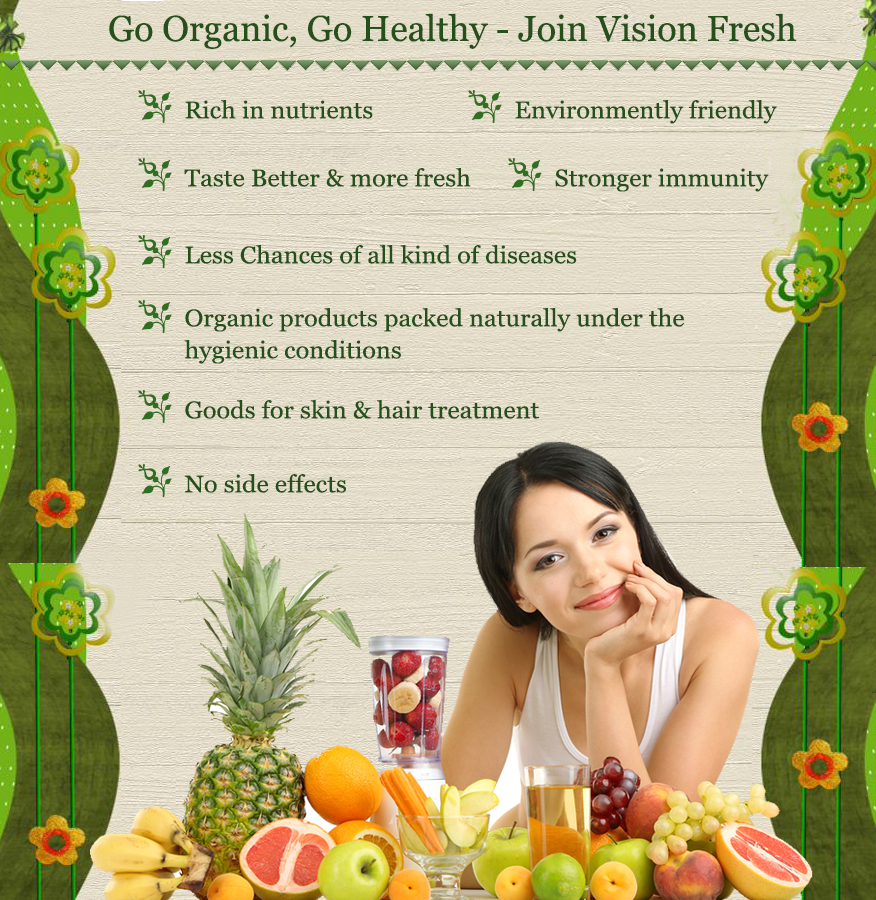 Go Organic, Go Healthy - Join Vision Fresh
Rich in nutrients
Environmently friendly
Taste Better & more fresh
Stronger immunity
Less Chances of all kind of diseases
Organic products packed naturally under the
hygienic conditions
Goods for skin & hair treatment
No side effects